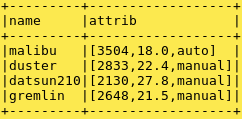 +--------+------------------+
|name    |attrib            |
+--------+------------------+
|malibu  |[3504,18.0,auto]  |
|duster  |[2833,22.4,manual]|
|datsun210|[2130,27.8,manual]|
|gremlin |[2648,21.5,manual]|
+--------+------------------+